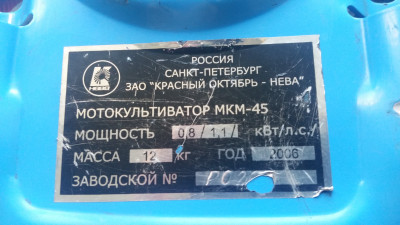 РОССИЯ
САНКТ-ПЕТЕРБУРГ
ЗАО "КРАСНЫЙ ОКТЯБРЬ - НЕВА"
МОТОКУЛЬТИВАТОР МКМ-45
МОЩНОСТЬ 0,8 / 1,1 / кВт/л.с./
МАССА 12 кг ГОД 2006
ЗАВОДСКОЙ №